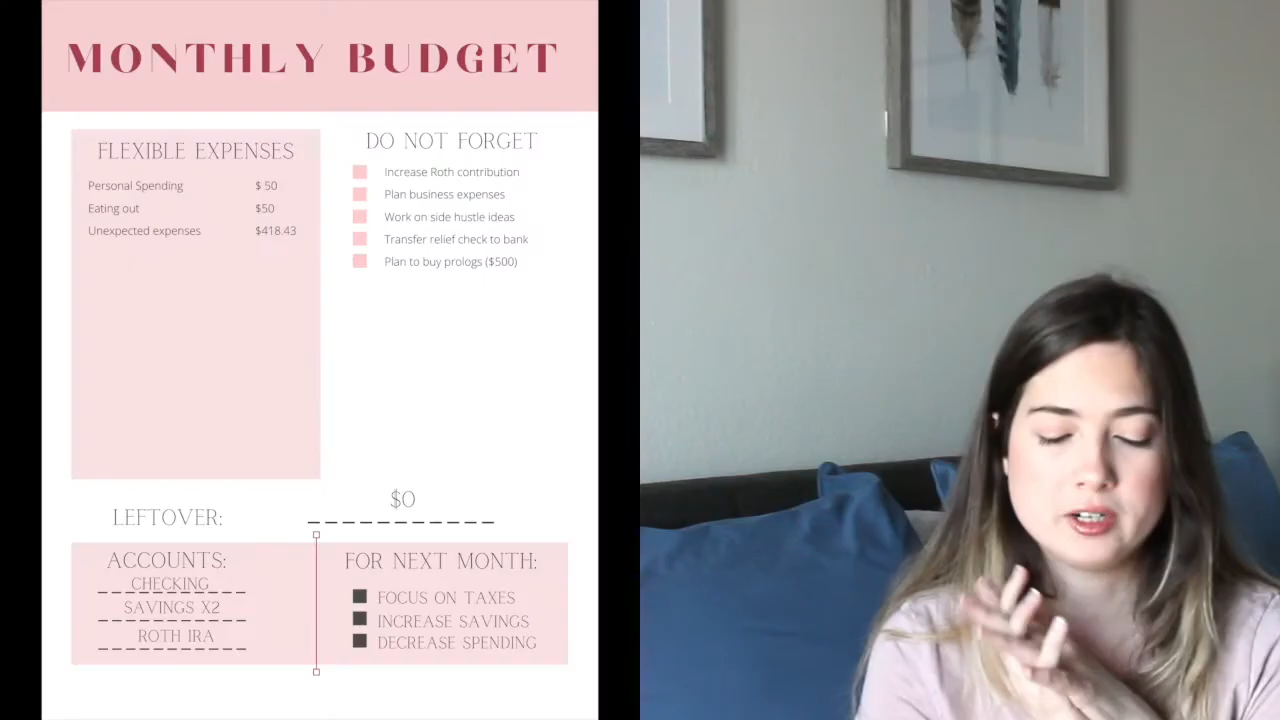 MONTHLY BUDGET
FLEXIBLE EXPENSES
Personal Spending $ 50
Eating out $50
Unexpected expenses $418.43
DO NOT FORGET
Increase Roth contribution
Plan business expenses
Work on side hustle ideas
Transfer relief check to bank
Plan to buy prologs ($500)
LEFTOVER: $0
ACCOUNTS:
CHECKING
SAVINGS X2
ROTH IRA
FOR NEXT MONTH:
FOCUS ON TAXES
INCREASE SAVINGS
DECREASE SPENDING